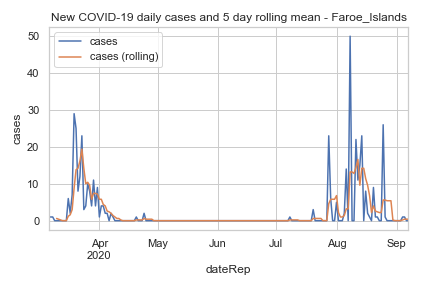 New COVID-19 daily cases and 5 day rolling mean - Faroe_Islands
cases
cases (rolling)
50
40
30
20
10
0
cases
Apr
2020
May
Jun
Jul
Aug
Sep
dateRep